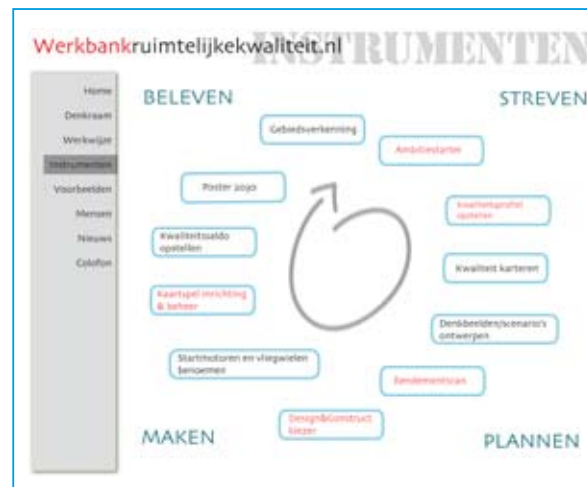 Werkbankruimtelijkekwaliteit.nl
INSTRUMENTEN
Home
Denkraam
Werkwijze
Instrumenten
Voorbeelden
Mensen
Nieuws
Colofon
BELEVEN
STREVEN
Gebiedsverkenning
Ambitiestarter
Poster 2030
Kwaliteitsprofiel
opstellen
Kwaliteitsaldo
opstellen
Kwaliteit karteren
Kaartspel inrichting
& beheer
Denkbeelden/scenario's
ontwerpen
Startmotoren en vliegwielen
benoemen
Rendementscan
Design&Construct
kiezer
MAKEN
PLANNEN